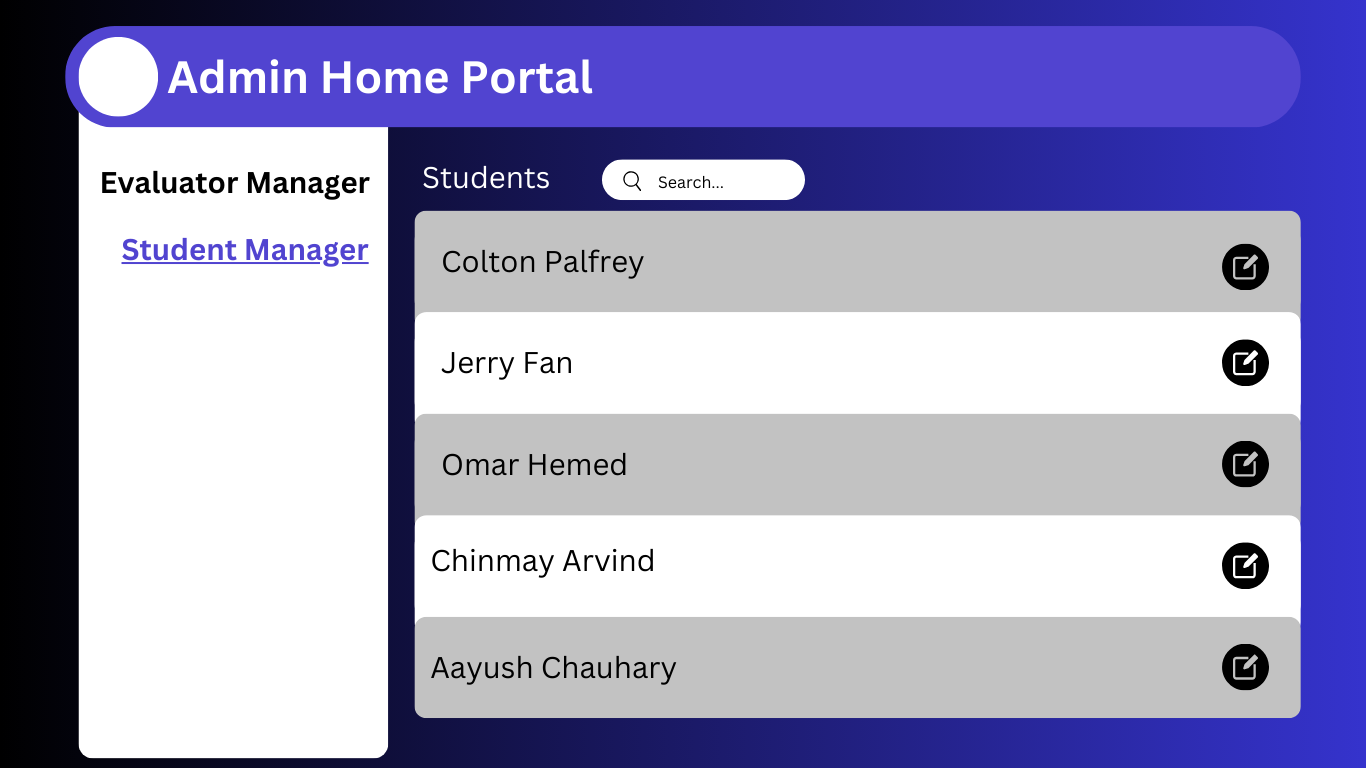 Admin Home Portal
Evaluator Manager
Student Manager
Students
Search...
Colton Palfrey
Jerry Fan
Omar Hemed
Chinmay Arvind
Aayush Chauhary